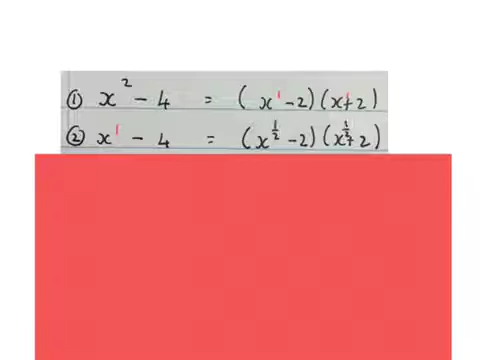 ① x² - 4 = (x¹ - 2)(x¹ + 2)
② x¹ - 4 = (x^½ - 2)(x^½ + 2)